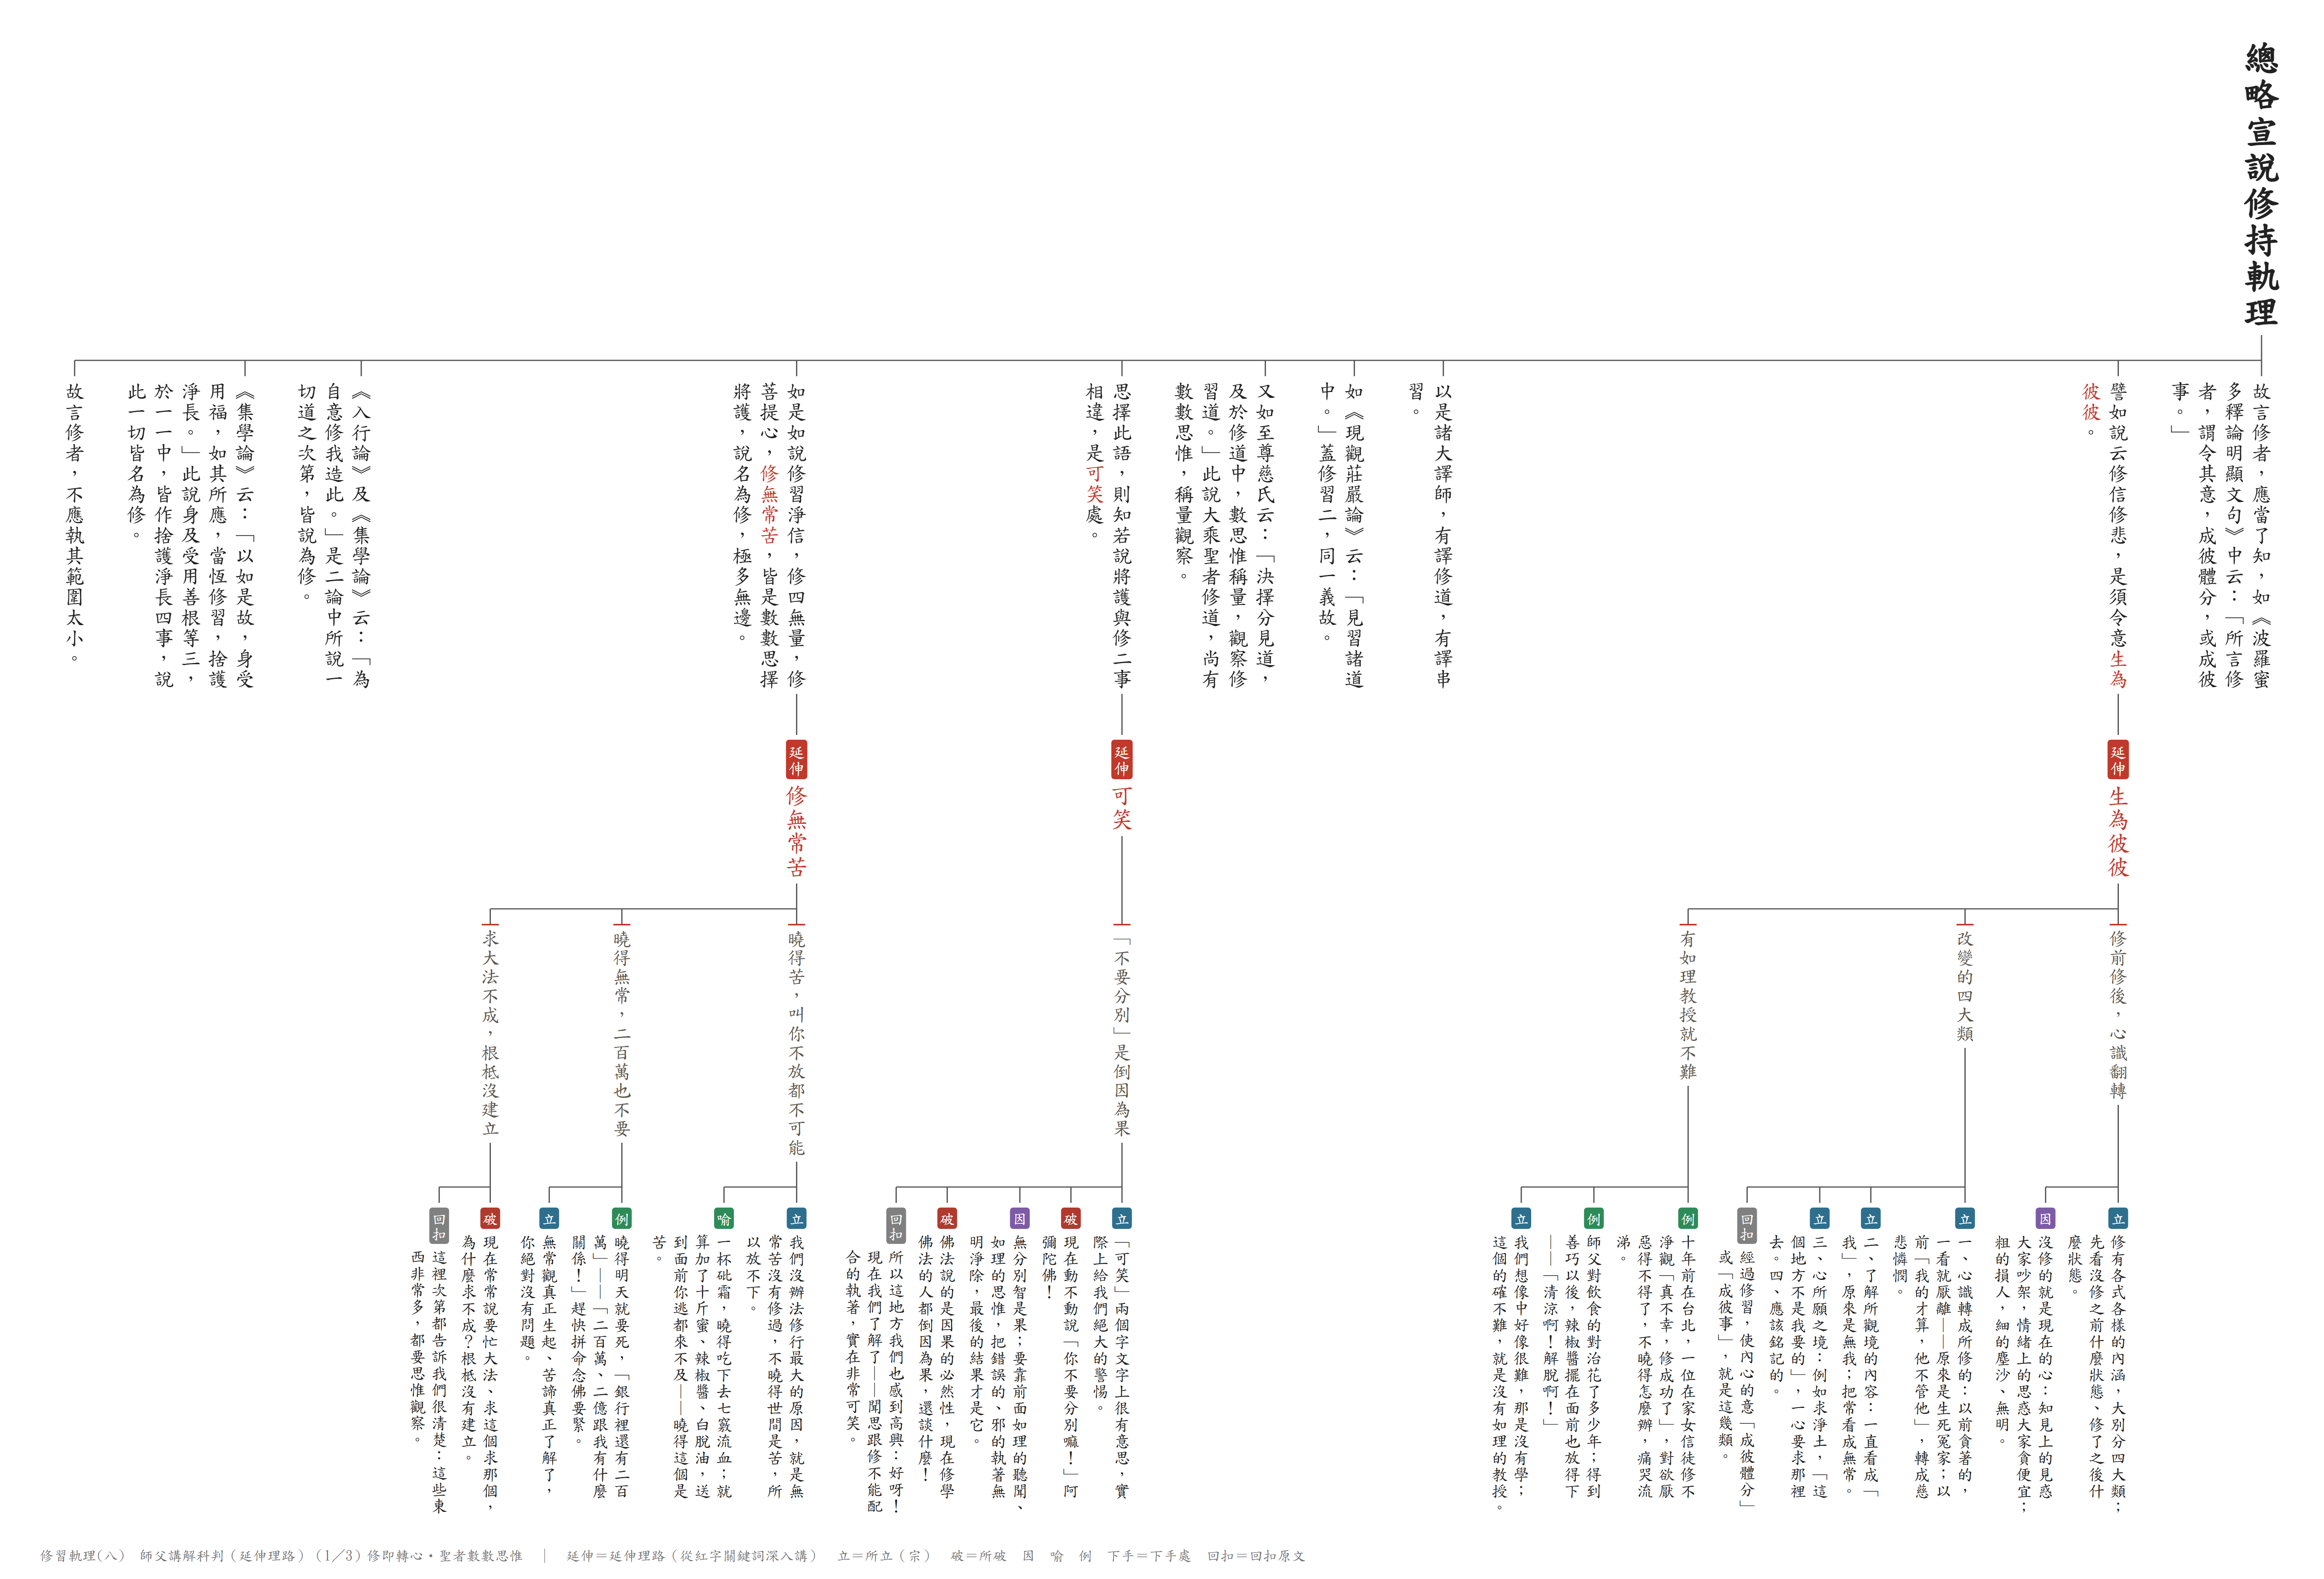 總略宣說修持軌理
故言修者，應當了知，如《波羅蜜
多釋論明顯文句》中云：「所言修
者，謂令其意，成彼體分，或成彼
事。」
譬如說云修信修悲，是須令意生為
彼彼。
以是諸大譯師，有譯修道，有譯串
習。
如《現觀莊嚴論》云：「見習諸道
中。」蓋修習二，同一義故。
又如至尊慈氏云：「決擇分見道，
及於修道中，數思惟稱量，觀察修
習道。」此說大乘聖者修道，尚有
數數思惟，稱量觀察。
思擇此語，則知若說將護與修二事
相違，是可笑處。
如是如說修習淨信，修四無量，修
菩提心，修無常苦，皆是數數思擇
將護，說名為修，極多無邊。
《入行論》及《集學論》云：「為
自意修我造此。」是二論中所說一
切道之次第，皆說為修。
《集學論》云：「以如是故，身受
用福，如其所應，當恆修習，捨護
淨長。」此說身及受用善根等三，
於一一中，皆作捨護淨長四事，說
此一切皆名為修。
故言修者，不應執其範圍太小。
延伸
生為彼彼
修前修後，心識翻轉
立
修有各式各樣的內涵，大別分四大類；
先看沒修之前什麼狀態、修了之後什
麼狀態。
因
沒修的就是現在的心：知見上的見惑
大家吵架，情緒上的思惑大家貪便宜；
粗的損人，細的塵沙、無明。
改變的四大類
立
一、心識轉成所修的：以前貪著的，
一看就厭離——原來是生死冤家；以
前「我的才算，他不管他」，轉成慈
悲憐憫。
立
二、了解所觀境的內容：一直看成「
我」，原來是無我；把常看成無常。
立
三、心所願之境：例如求淨土，「這
個地方不是我要的」，一心要求那裡
去。四、應該銘記的。
回扣
經過修習，使內心的意「成彼體分」
或「成彼事」，就是這幾類。
有如理教授就不難
例
十年前在台北，一位在家女信徒修不
淨觀「真不幸，修成功了」，對欲厭
惡得不得了，不曉得怎麼辦，痛哭流
涕。
例
師父對飲食的對治花了多少年；得到
善巧以後，辣椒醬擺在面前也放得下
——「清涼啊！解脫啊！」
立
我們想像中好像很難，那是沒有學；
這個的確不難，就是沒有如理的教授。
延伸
可笑
「不要分別」是倒因為果
立
「可笑」兩個字文字上很有意思，實
際上給我們絕大的警惕。
破
現在動不動說「你不要分別嘛！」阿
彌陀佛！
因
無分別智是果；要靠前面如理的聽聞、
如理的思惟，把錯誤的、邪的執著無
明淨除，最後的結果才是它。
破
佛法說的是因果的必然性，現在修學
佛法的人都倒因為果，還談什麼！
回扣
所以這地方我們也感到高興：好呀！
現在我們了解了——聞思跟修不能配
合的執著，實在非常可笑。
延伸
修無常苦
曉得苦，叫你不放都不可能
立
我們沒辦法修行最大的原因，就是無
常苦沒有修過，不曉得世間是苦，所
以放不下。
喻
一杯砒霜，曉得吃下去七竅流血；就
算加了十斤蜜、辣椒醬、白脫油，送
到面前你逃都來不及——曉得這個是
苦。
曉得無常，二百萬也不要
例
曉得明天就要死，「銀行裡還有二百
萬」——「二百萬、二億跟我有什麼
關係！」趕快拼命念佛要緊。
立
無常觀真正生起、苦諦真正了解了，
你絕對沒有問題。
求大法不成，根柢沒建立
破
現在常常說要忙大法、求這個求那個，
為什麼求不成？根柢沒有建立。
回扣
這裡次第都告訴我們很清楚：這些東
西非常多，都要思惟觀察。
修習軌理(八)　師父講解科判（延伸理路）（1／3）修即轉心・聖者數數思惟　｜　延伸＝延伸理路（從紅字關鍵詞深入講）　立＝所立（宗）　破＝所破　因　喻　例　下手＝下手處　回扣＝回扣原文